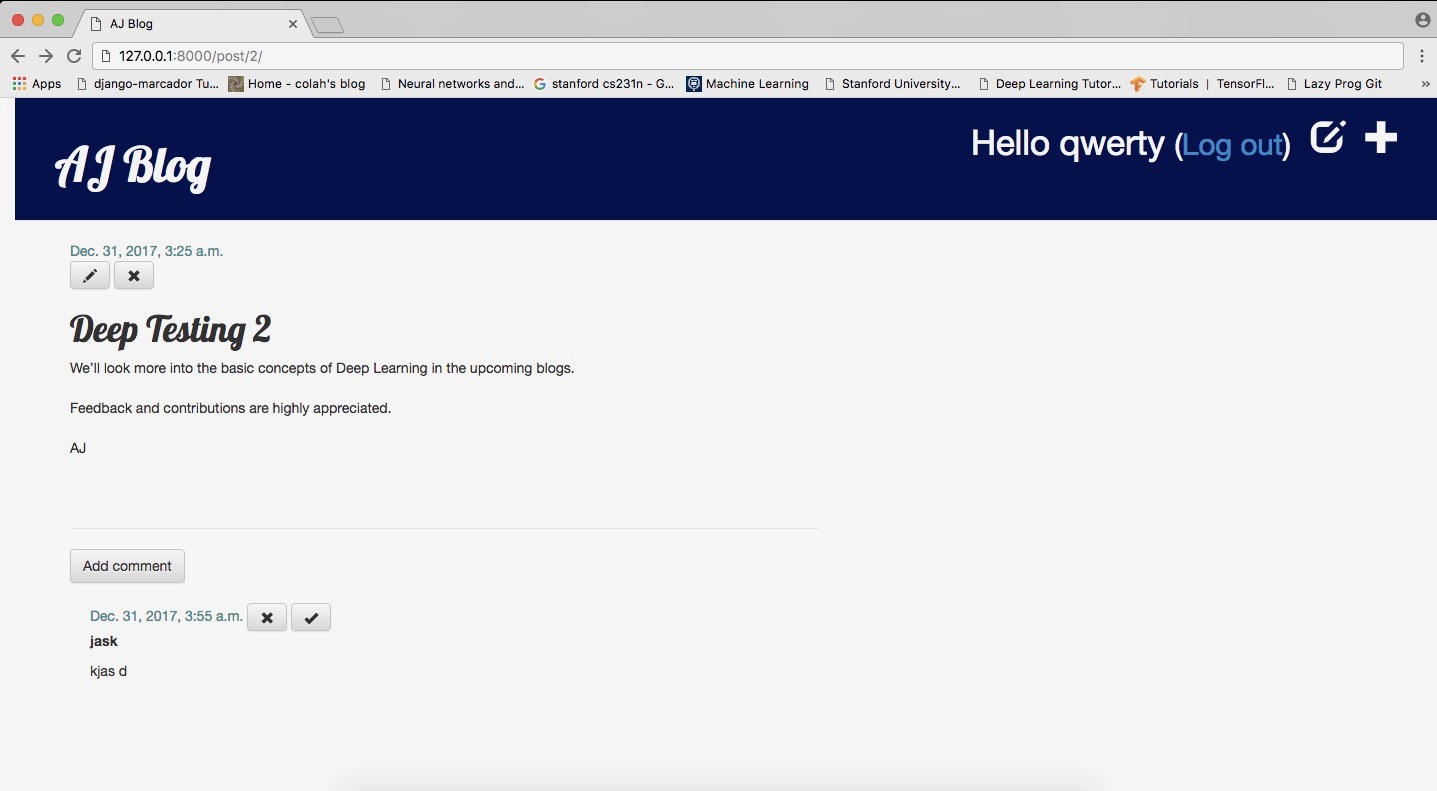 AJ Blog
127.0.0.1:8000/post/2/
Apps django-marcador Tu... Home - colah's blog Neural networks and... stanford cs231n - G... Machine Learning Stanford University... Deep Learning Tutor... Tutorials | TensorFl... Lazy Prog Git »
AJ Blog
Hello qwerty (Log out)
Dec. 31, 2017, 3:25 a.m.
Deep Testing 2
We'll look more into the basic concepts of Deep Learning in the upcoming blogs.
Feedback and contributions are highly appreciated.
AJ
Add comment
Dec. 31, 2017, 3:55 a.m.
jask
kjas d